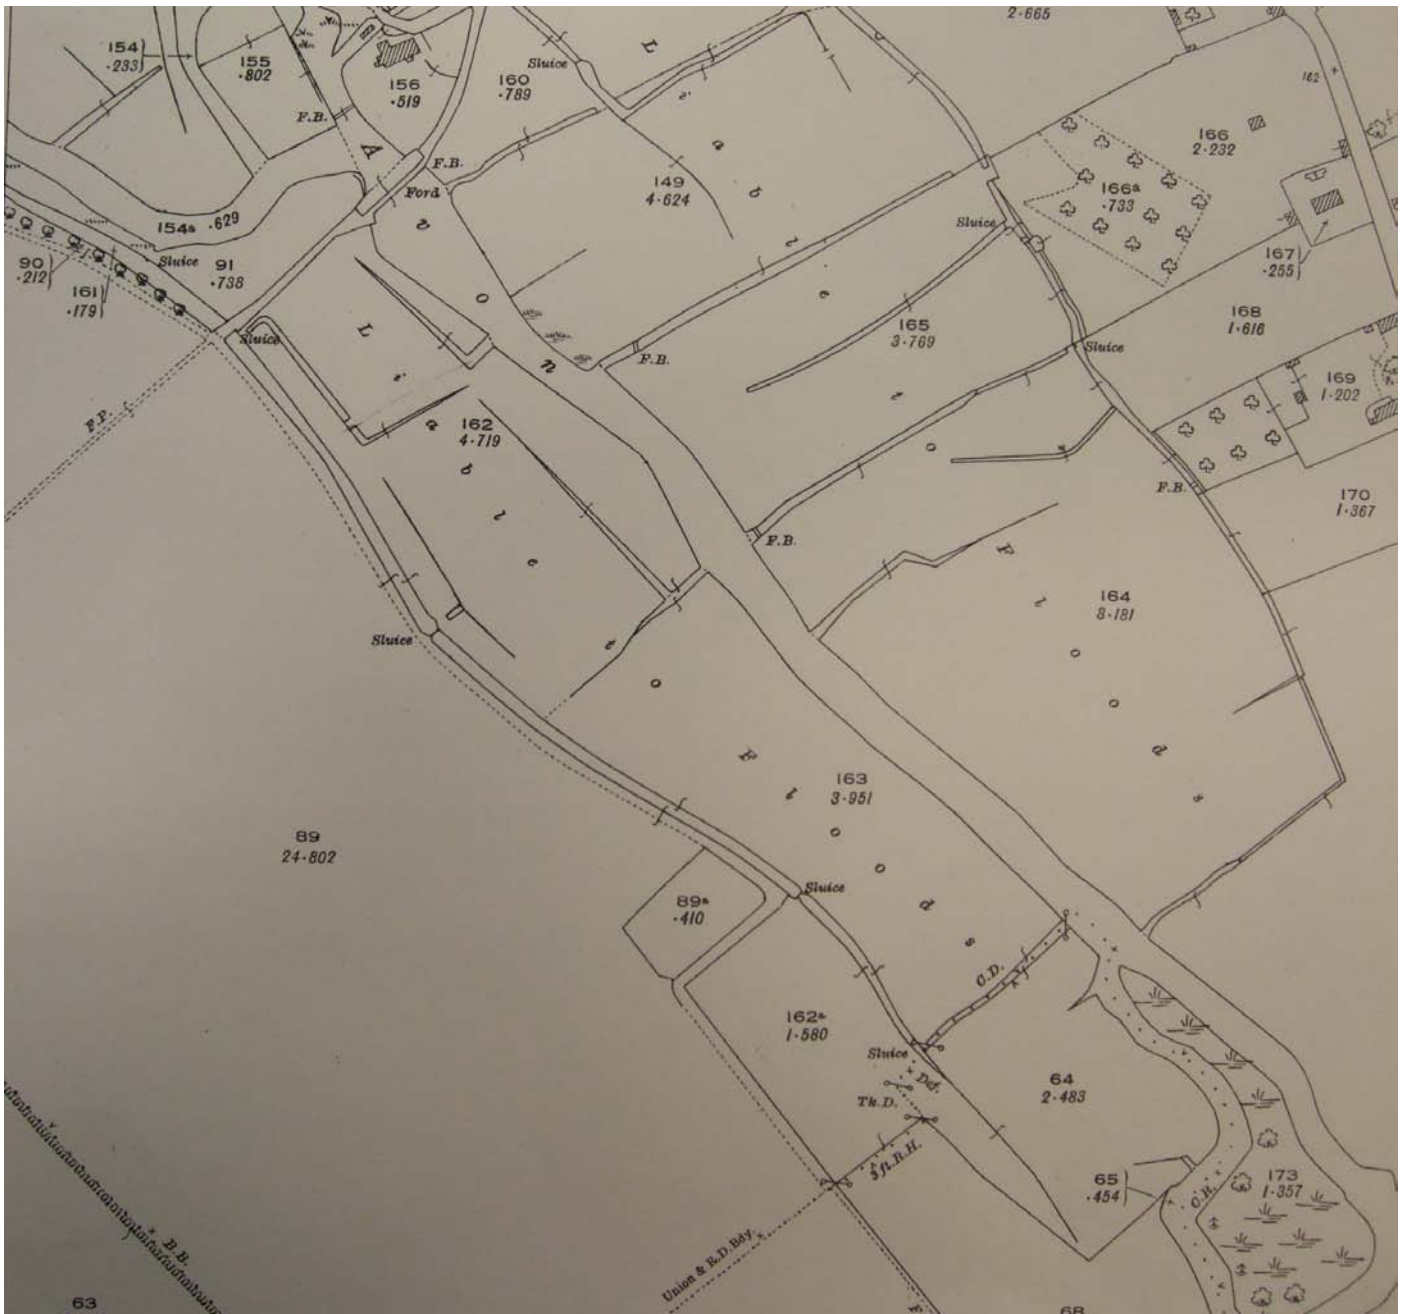 2·665
154
·233
155
·802
156
·519
160
·789
Sluice
L i a b l e t o F l o o d s
162
F.B.
A v o n
F.B.
Ford
149
4·624
166
2·232
166a
·733
154a ·629
Sluice
Sluice
90
·212
91
·738
161
·179
167
·255
168
1·616
165
3·769
Sluice
L i a b l e t o F l o o d s
Sluice
F.B.
169
1·202
F.P.
162
4·719
F.B.
170
1·367
F.B.
164
8·181
Sluice
163
3·951
89
24·802
Sluice
89a
·410
C.D.
162a
1·580
Sluice
Def.
Th.D.
64
2·483
3ft.R.H.
65
·454
C.R.
173
1·357
B.B.
Union & R.D.Bdy.
63
68